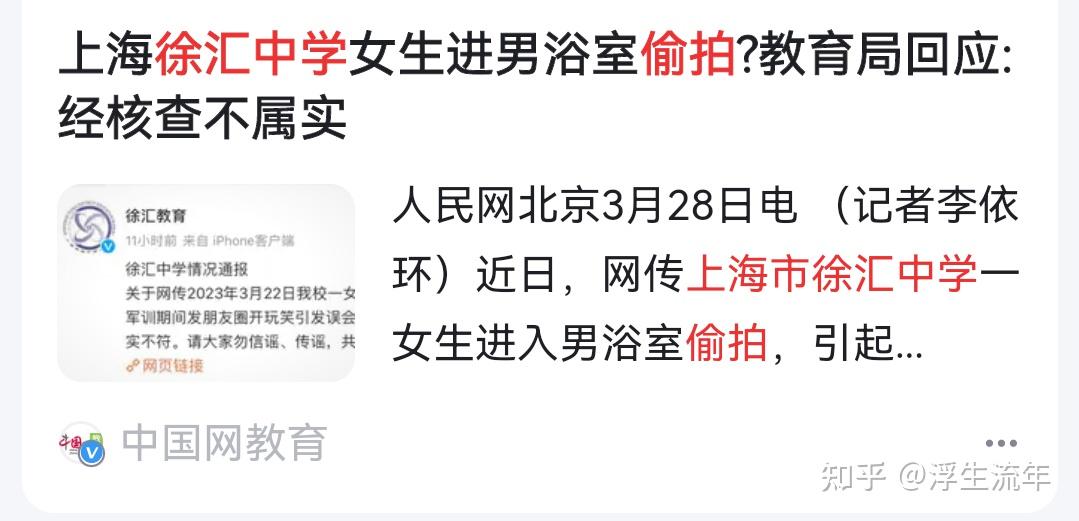 上海徐汇中学女生进男浴室偷拍?教育局回应:
经核查不属实
人民网北京3月28日电 （记者李依
环）近日，网传上海市徐汇中学一
女生进入男浴室偷拍，引起...
徐汇教育
11小时前 来自 iPhone客户端
徐汇中学情况通报
关于网传2023年3月22日我校一女
军训期间发朋友圈开玩笑引发误会
实不符。请大家勿信谣、传谣，共
网页链接
中国网教育
知乎 @浮生流年